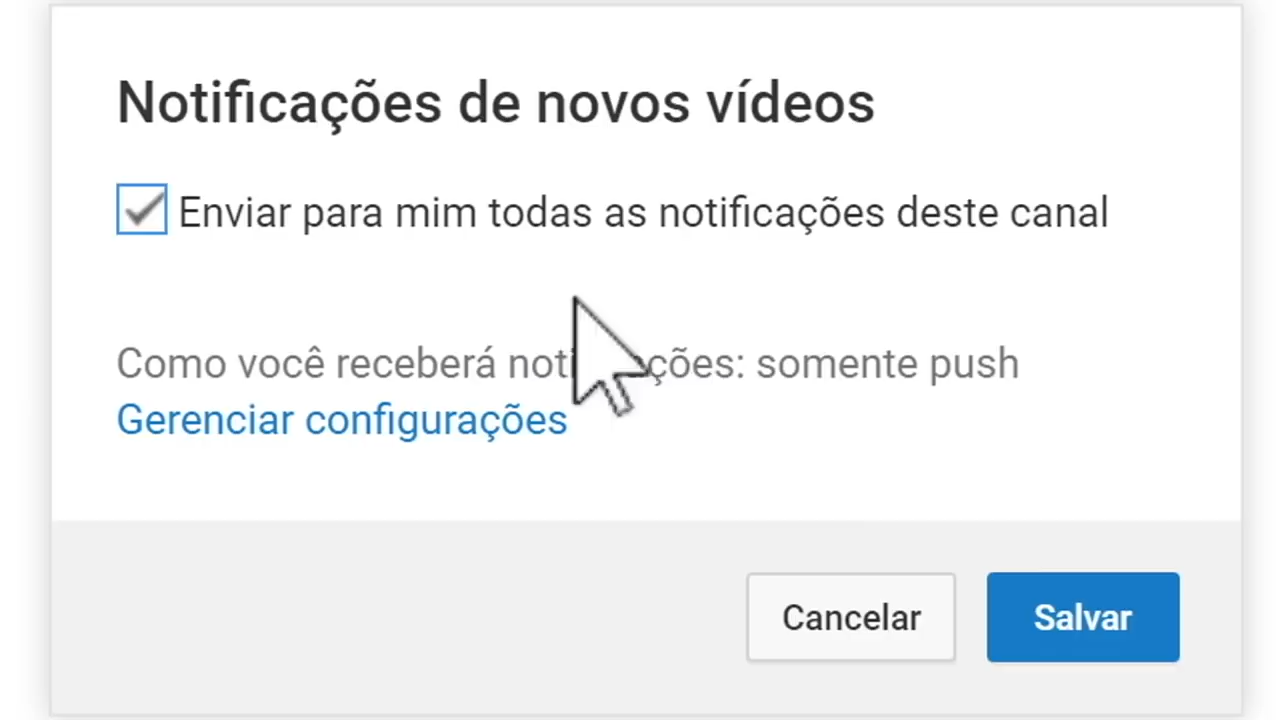 Notificações de novos vídeos
Enviar para mim todas as notificações deste canal
Como você receberá notificações: somente push
Gerenciar configurações
Cancelar
Salvar